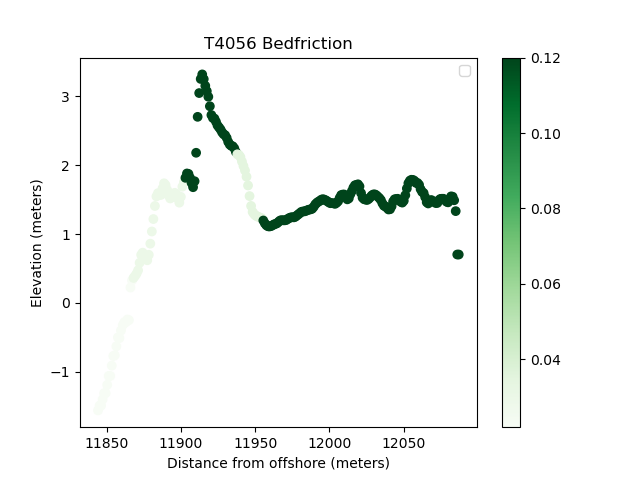 T4056 Bedfriction
Elevation (meters)
3
2
1
0
−1
11850 11900 11950 12000 12050
Distance from offshore (meters)
0.12
0.10
0.08
0.06
0.04